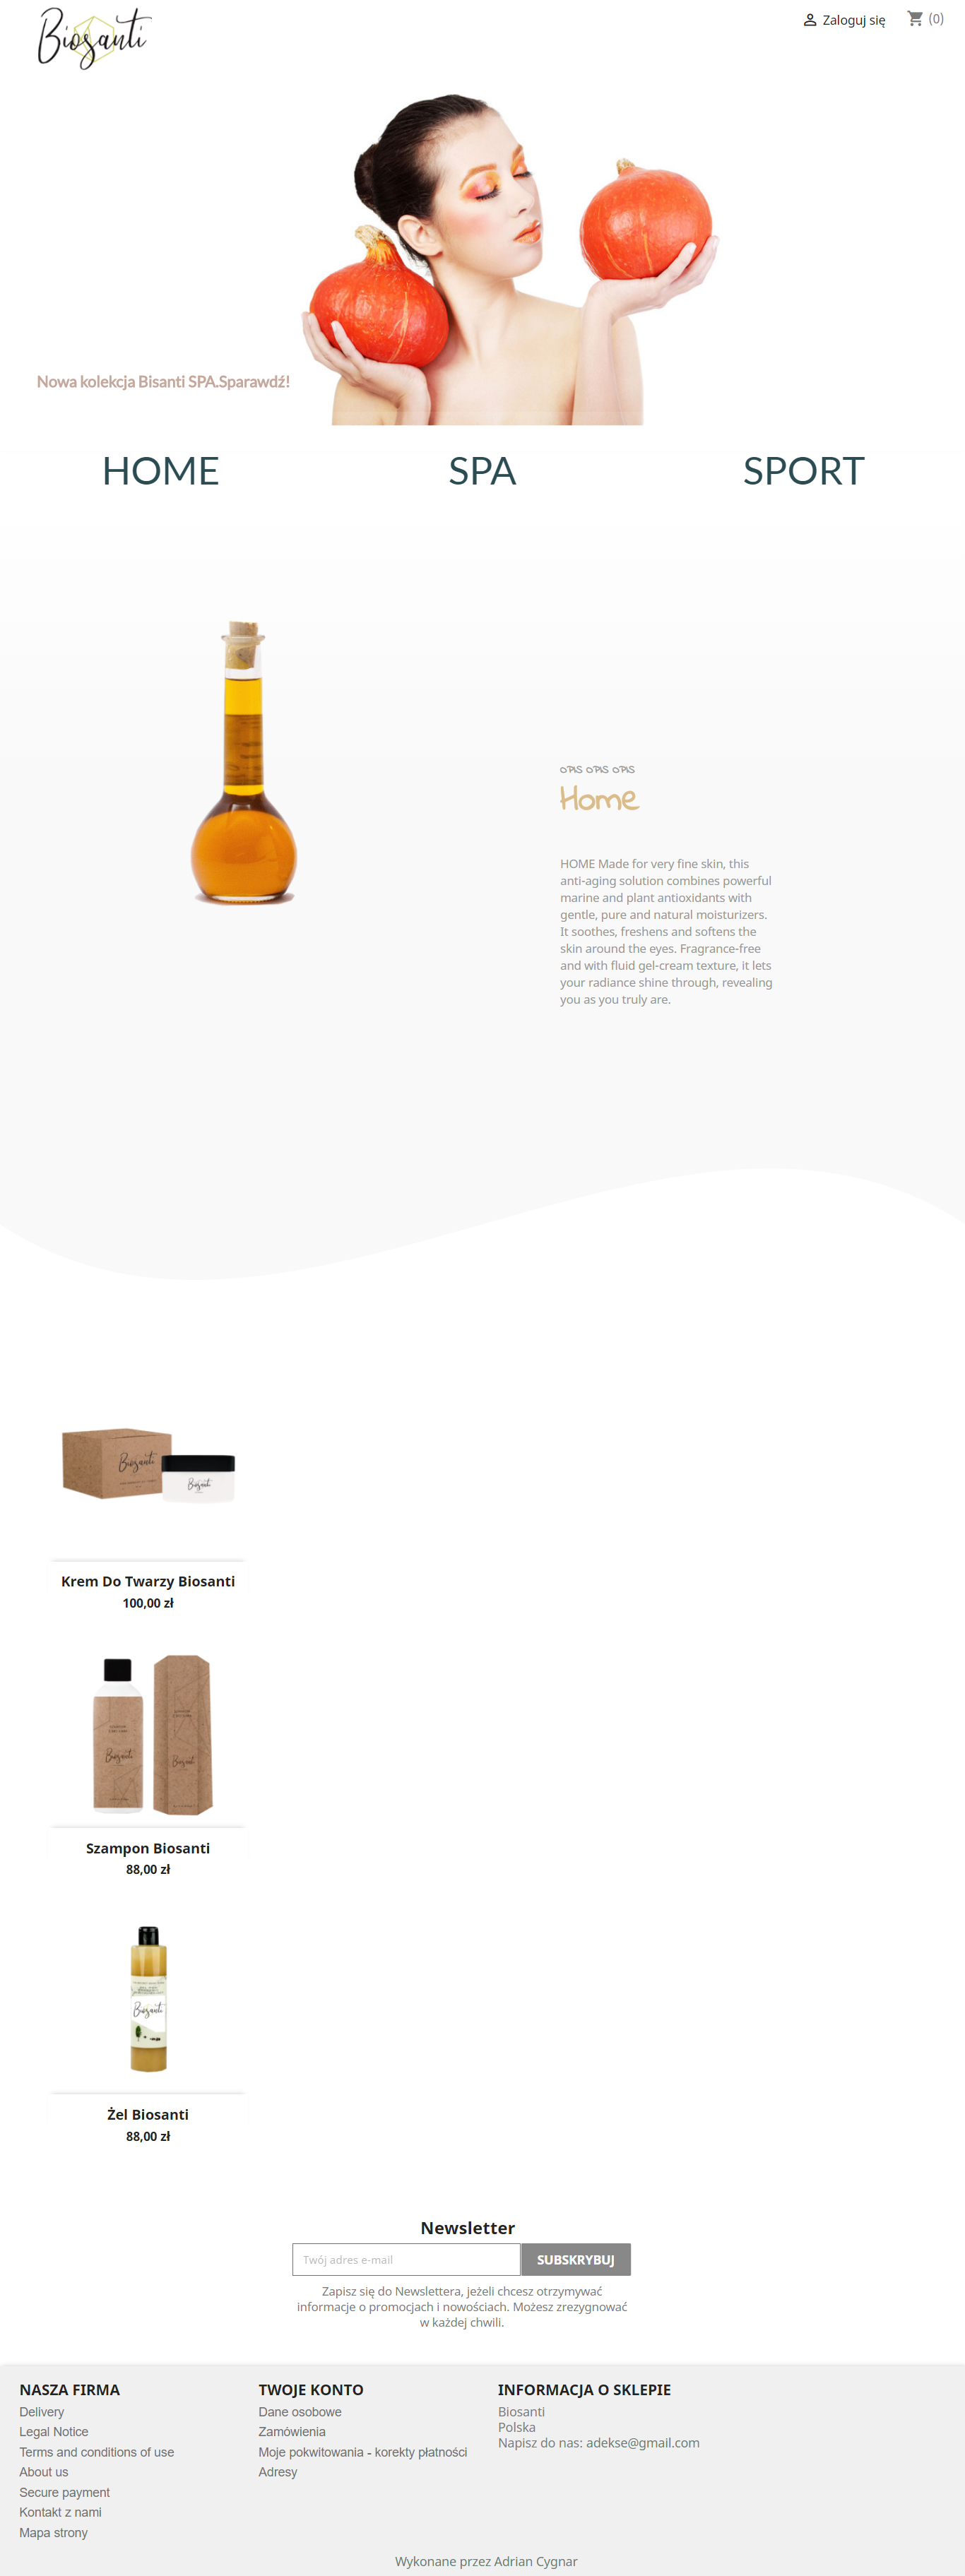 Biosanti
Zaloguj się
(0)
Nowa kolekcja Bisanti SPA.Sparawdź!
HOME
SPA
SPORT
OPIS OPIS OPIS
Home
HOME Made for very fine skin, this
anti-aging solution combines powerful
marine and plant antioxidants with
gentle, pure and natural moisturizers.
It soothes, freshens and softens the
skin around the eyes. Fragrance-free
and with fluid gel-cream texture, it lets
your radiance shine through, revealing
you as you truly are.
Biosanti
Biosanti
Krem Do Twarzy Biosanti
100,00 zł
Biosanti
Biosanti
Szampon Biosanti
88,00 zł
Biosanti
Żel Biosanti
88,00 zł
Newsletter
Twój adres e-mail
SUBSKRYBUJ
Zapisz się do Newslettera, jeżeli chcesz otrzymywać
informacje o promocjach i nowościach. Możesz zrezygnować
w każdej chwili.
NASZA FIRMA
Delivery
Legal Notice
Terms and conditions of use
About us
Secure payment
Kontakt z nami
Mapa strony
TWOJE KONTO
Dane osobowe
Zamówienia
Moje pokwitowania - korekty płatności
Adresy
INFORMACJA O SKLEPIE
Biosanti
Polska
Napisz do nas: adekse@gmail.com
Wykonane przez Adrian Cygnar